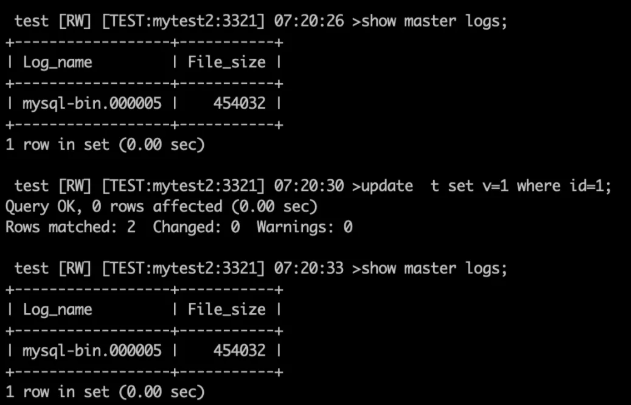 test [RW] [TEST:mytest2:3321] 07:20:26 >show master logs;
+------------------+-----------+
| Log_name         | File_size |
+------------------+-----------+
| mysql-bin.000005 |    454032 |
+------------------+-----------+
1 row in set (0.00 sec)
test [RW] [TEST:mytest2:3321] 07:20:30 >update  t set v=1 where id=1;
Query OK, 0 rows affected (0.00 sec)
Rows matched: 2  Changed: 0  Warnings: 0
test [RW] [TEST:mytest2:3321] 07:20:33 >show master logs;
+------------------+-----------+
| Log_name         | File_size |
+------------------+-----------+
| mysql-bin.000005 |    454032 |
+------------------+-----------+
1 row in set (0.00 sec)